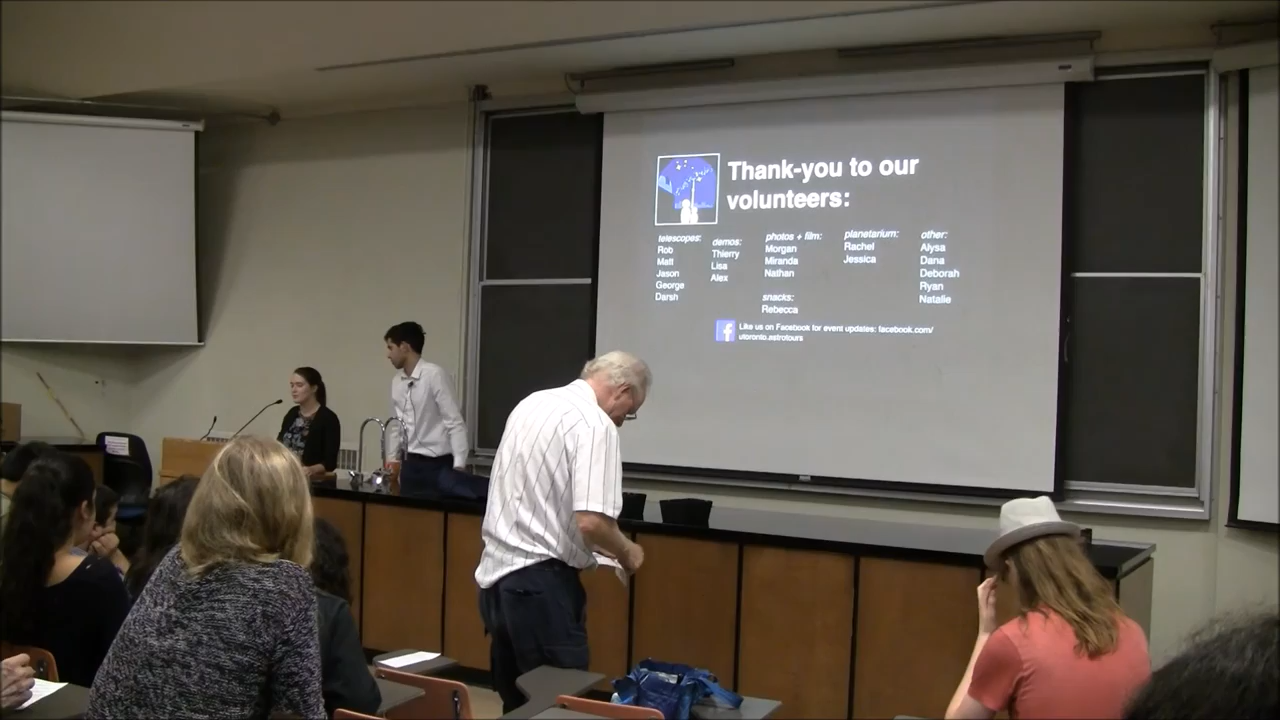 Thank-you to our
volunteers:
telescopes:
Rob
Matt
Jason
George
Darsh
demos:
Thierry
Lisa
Alex
photos + film:
Morgan
Miranda
Nathan
snacks:
Rebecca
planetarium:
Rachel
Jessica
other:
Alysa
Dana
Deborah
Ryan
Natalie
f
Like us on Facebook for event updates: facebook.com/
utoronto.astrotours